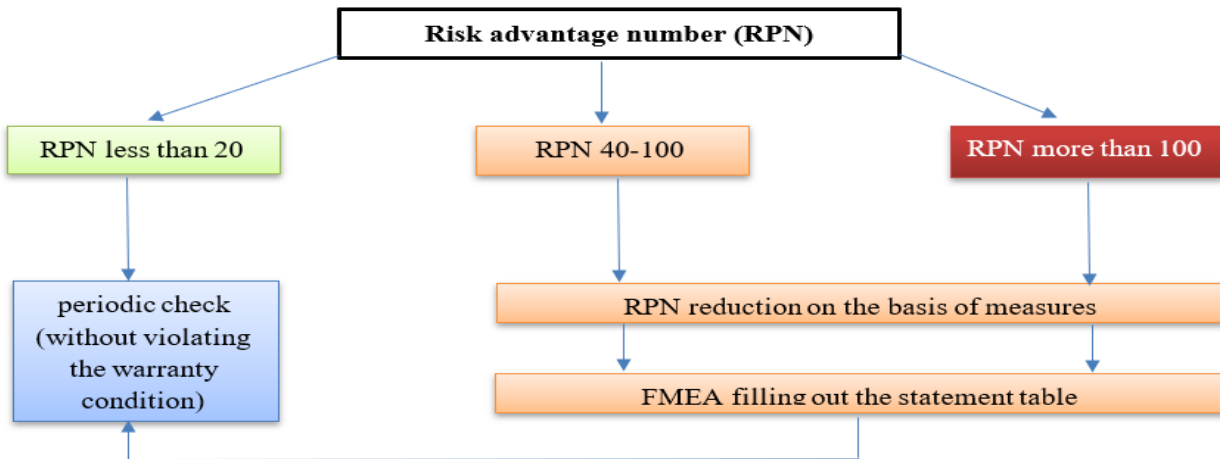 Risk advantage number (RPN)
RPN less than 20
RPN 40-100
RPN more than 100
periodic check
(without violating
the warranty
condition)
RPN reduction on the basis of measures
FMEA filling out the statement table